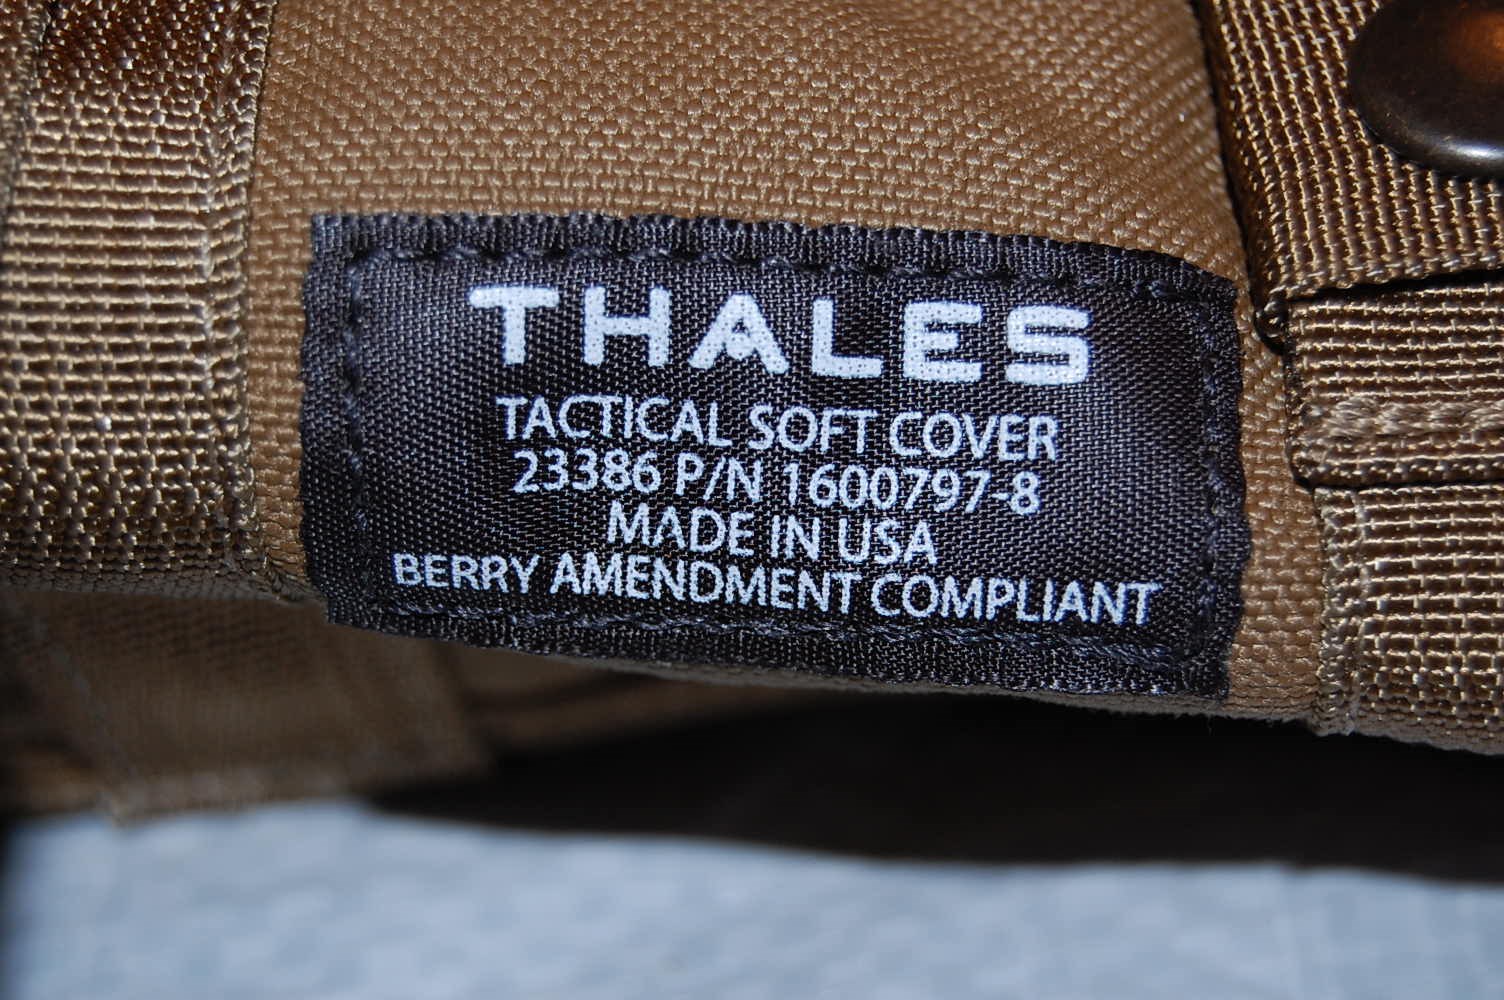 THALES
TACTICAL SOFT COVER
23386 P/N 1600797-8
MADE IN USA
BERRY AMENDMENT COMPLIANT